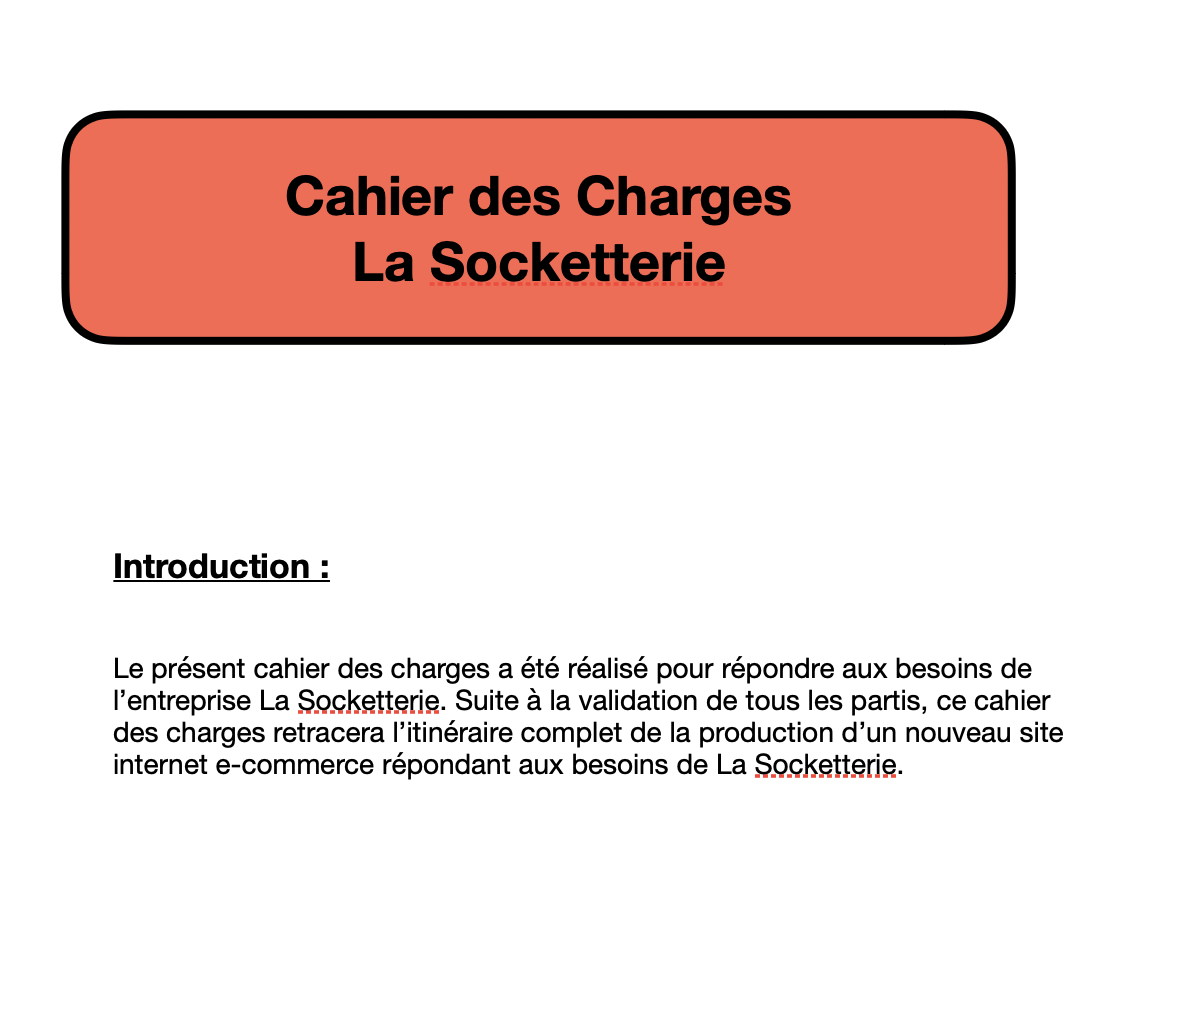 Cahier des Charges
La Socketterie
Introduction :
Le présent cahier des charges a été réalisé pour répondre aux besoins de
l’entreprise La Socketterie. Suite à la validation de tous les partis, ce cahier
des charges retracera l’itinéraire complet de la production d’un nouveau site
internet e-commerce répondant aux besoins de La Socketterie.